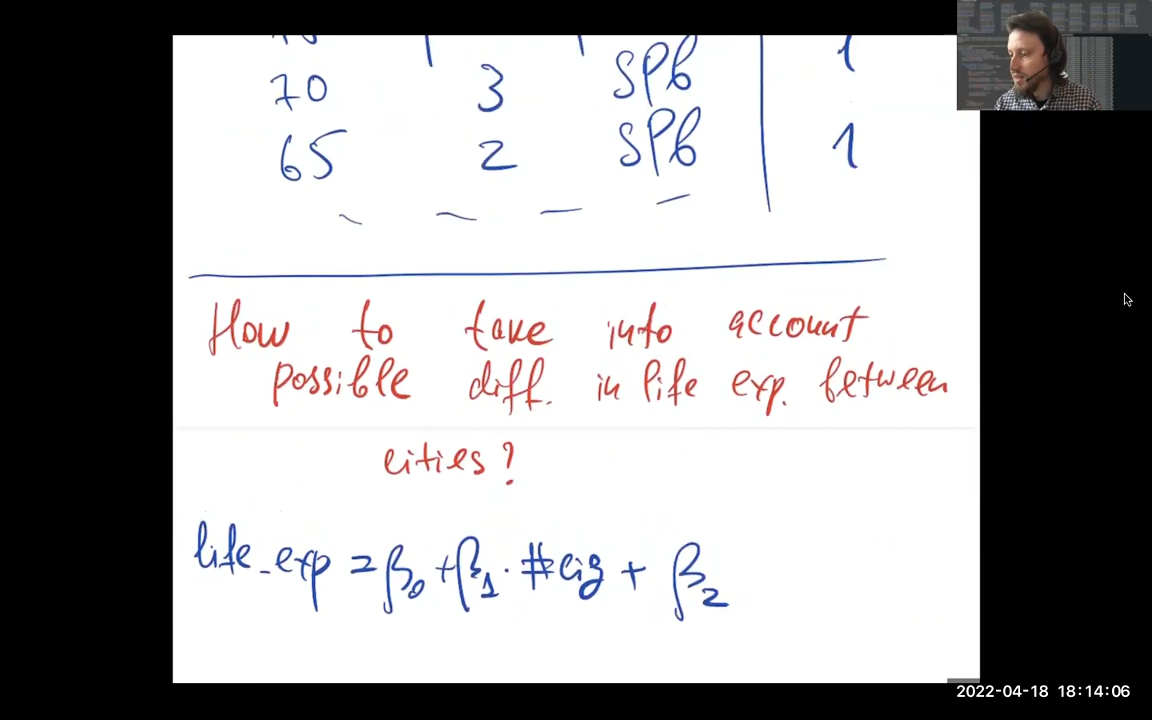 70 3 SPb
65 2 SPb 1
How to take into account
possible diff. in life exp. between
cities?
life_exp = β₀ + β₁ · #cig + β₂
2022-04-18 18:14:06